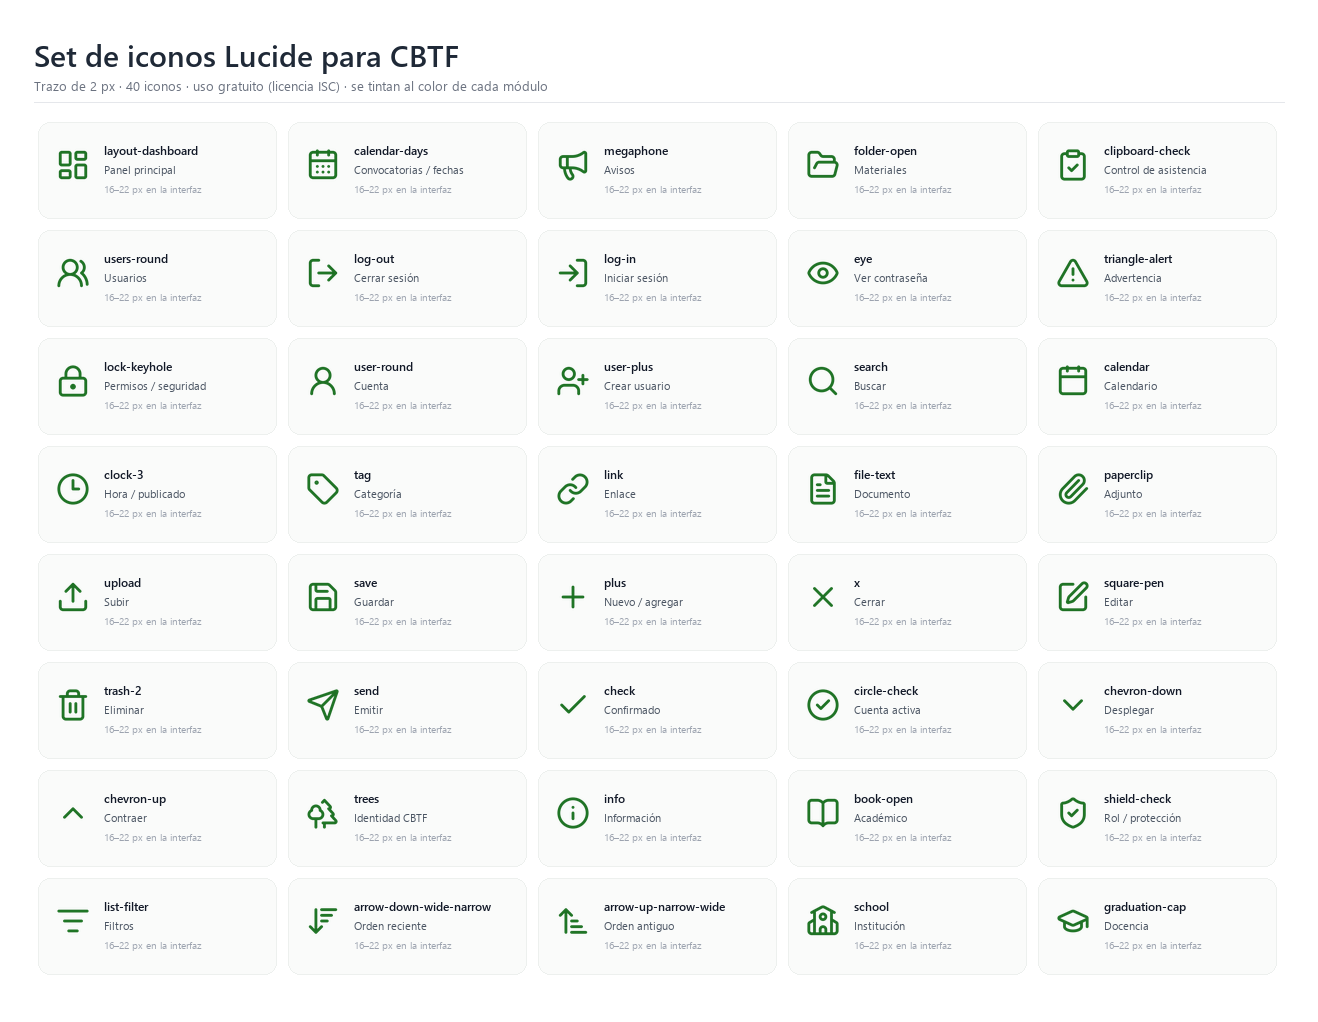 Set de iconos Lucide para CBTF
Trazo de 2 px · 40 iconos · uso gratuito (licencia ISC) · se tintan al color de cada módulo
layout-dashboard
Panel principal
16–22 px en la interfaz
calendar-days
Convocatorias / fechas
16–22 px en la interfaz
megaphone
Avisos
16–22 px en la interfaz
folder-open
Materiales
16–22 px en la interfaz
clipboard-check
Control de asistencia
16–22 px en la interfaz
users-round
Usuarios
16–22 px en la interfaz
log-out
Cerrar sesión
16–22 px en la interfaz
log-in
Iniciar sesión
16–22 px en la interfaz
eye
Ver contraseña
16–22 px en la interfaz
triangle-alert
Advertencia
16–22 px en la interfaz
lock-keyhole
Permisos / seguridad
16–22 px en la interfaz
user-round
Cuenta
16–22 px en la interfaz
user-plus
Crear usuario
16–22 px en la interfaz
search
Buscar
16–22 px en la interfaz
calendar
Calendario
16–22 px en la interfaz
clock-3
Hora / publicado
16–22 px en la interfaz
tag
Categoría
16–22 px en la interfaz
link
Enlace
16–22 px en la interfaz
file-text
Documento
16–22 px en la interfaz
paperclip
Adjunto
16–22 px en la interfaz
upload
Subir
16–22 px en la interfaz
save
Guardar
16–22 px en la interfaz
plus
Nuevo / agregar
16–22 px en la interfaz
x
Cerrar
16–22 px en la interfaz
square-pen
Editar
16–22 px en la interfaz
trash-2
Eliminar
16–22 px en la interfaz
send
Emitir
16–22 px en la interfaz
check
Confirmado
16–22 px en la interfaz
circle-check
Cuenta activa
16–22 px en la interfaz
chevron-down
Desplegar
16–22 px en la interfaz
chevron-up
Contraer
16–22 px en la interfaz
trees
Identidad CBTF
16–22 px en la interfaz
info
Información
16–22 px en la interfaz
book-open
Académico
16–22 px en la interfaz
shield-check
Rol / protección
16–22 px en la interfaz
list-filter
Filtros
16–22 px en la interfaz
arrow-down-wide-narrow
Orden reciente
16–22 px en la interfaz
arrow-up-narrow-wide
Orden antiguo
16–22 px en la interfaz
school
Institución
16–22 px en la interfaz
graduation-cap
Docencia
16–22 px en la interfaz